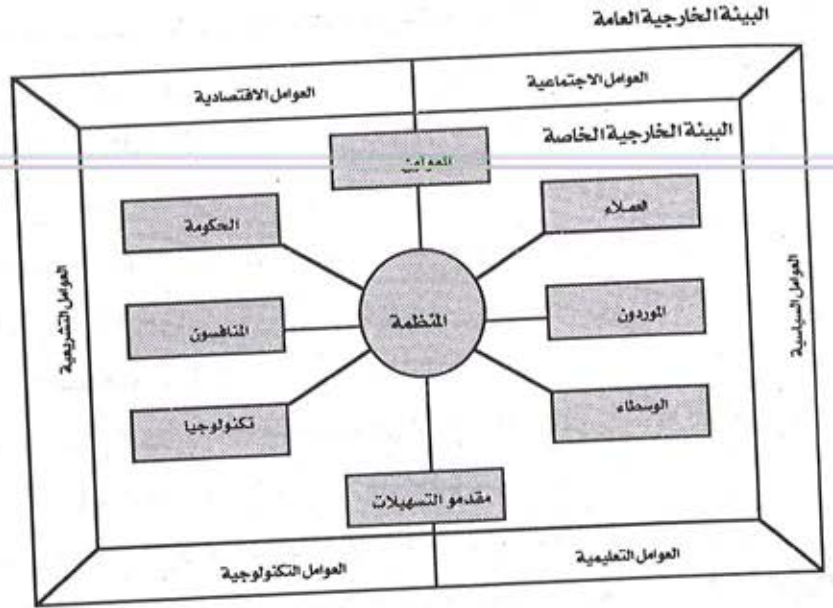 البيئة الخارجية العامة
العوامل الاجتماعية
العوامل الاقتصادية
البيئة الخارجية الخاصة
العملاء
الحكومة
العوامل السياسية
العوامل التشريعية
المنظمة
الموردون
المنافسون
الوسطاء
تكنولوجيا
مقدمو التسهيلات
العوامل التعليمية
العوامل التكنولوجية